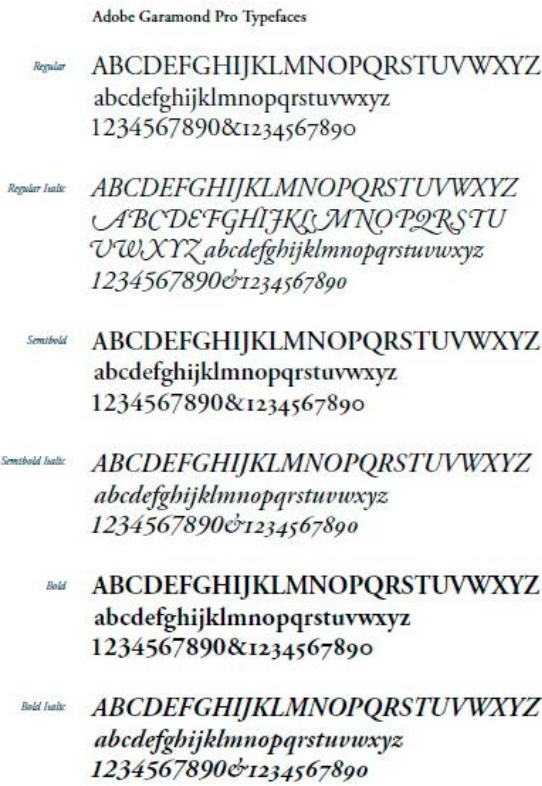 Adobe Garamond Pro Typefaces
Regular
ABCDEFGHIJKLMNOPQRSTUVWXYZ
abcdefghijklmnopqrstuvwxyz
1234567890&1234567890
Regular Italic
ABCDEFGHIJKLMNOPQRSTUVWXYZ
ABCDEFGHIJKLMNOPQRSTU
VWXYZ abcdefghijklmnopqrstuvwxyz
1234567890&1234567890
Semibold
ABCDEFGHIJKLMNOPQRSTUVWXYZ
abcdefghijklmnopqrstuvwxyz
1234567890&1234567890
Semibold Italic
ABCDEFGHIJKLMNOPQRSTUVWXYZ
abcdefghijklmnopqrstuvwxyz
1234567890&1234567890
Bold
ABCDEFGHIJKLMNOPQRSTUVWXYZ
abcdefghijklmnopqrstuvwxyz
1234567890&1234567890
Bold Italic
ABCDEFGHIJKLMNOPQRSTUVWXYZ
abcdefghijklmnopqrstuvwxyz
1234567890&1234567890